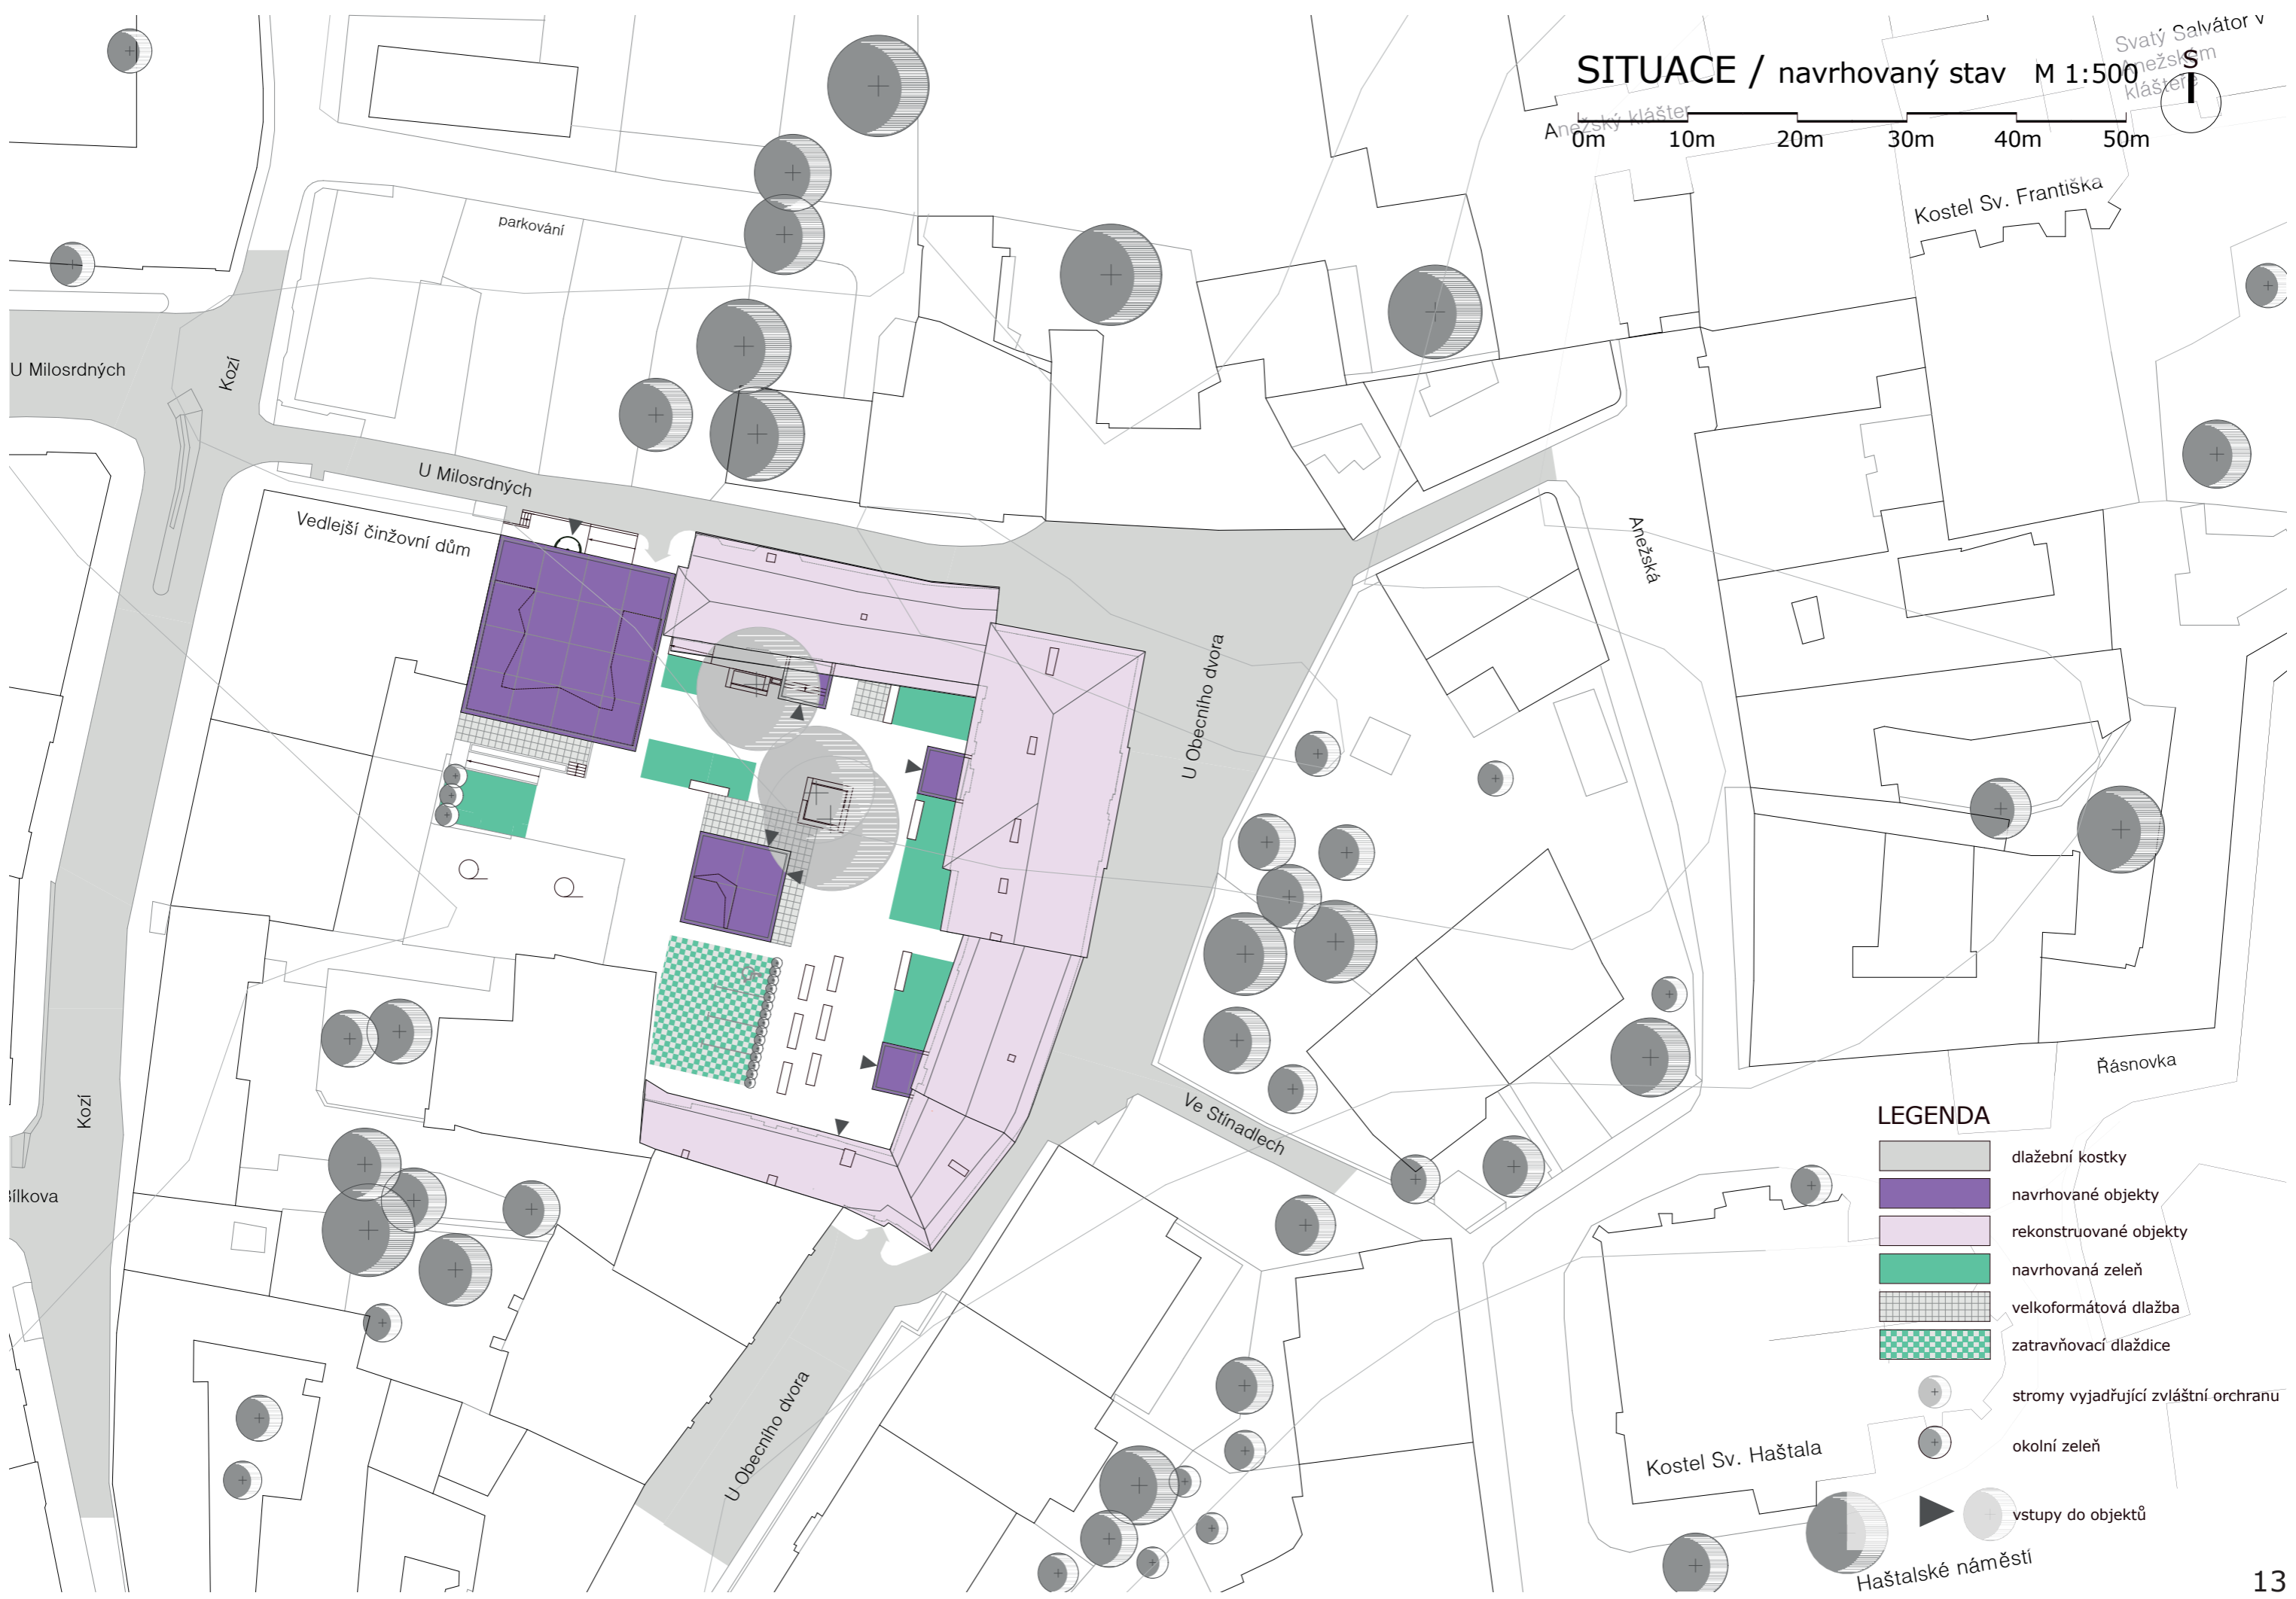 SITUACE / navrhovaný stav M 1:500
Svatý Salvátor v
Anežském
klášteře
S
Anežský klášter
0m 10m 20m 30m 40m 50m
Kostel Sv. Františka
parkování
U Milosrdných
Kozí
U Milosrdných
Vedlejší činžovní dům
Anežská
U Obecního dvora
Řásnovka
Kozí
Ve Stínadlech
Bílkova
U Obecního dvora
LEGENDA
dlažební kostky
navrhované objekty
rekonstruované objekty
navrhovaná zeleň
velkoformátová dlažba
zatravňovací dlaždice
stromy vyjadřující zvláštní orchranu
okolní zeleň
vstupy do objektů
Kostel Sv. Haštala
Haštalské náměstí
13